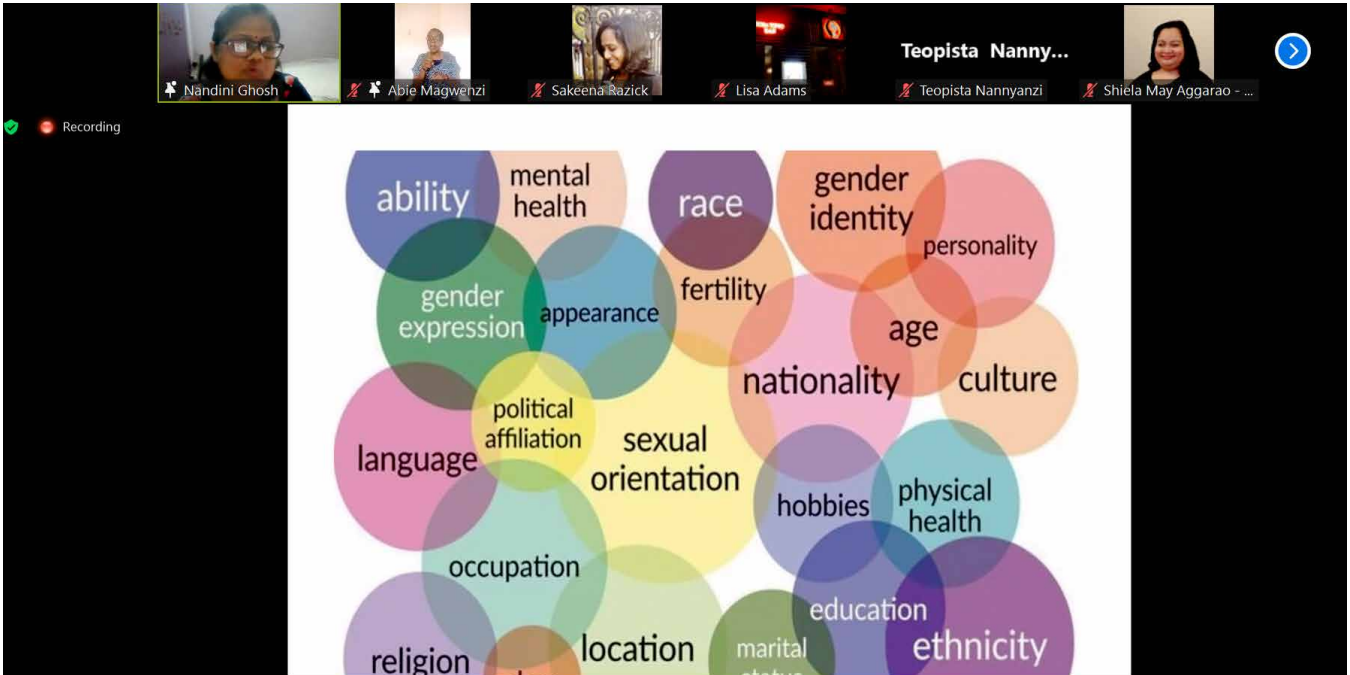 Teopista Nanny...
Nandini Ghosh
Abie Magwenzi
Sakeena Razick
Lisa Adams
Teopista Nannyanzi
Shiela May Aggarao - ...
Recording
ability
mental
health
race
gender
identity
personality
gender
expression
appearance
fertility
age
nationality
culture
language
political
affiliation
sexual
orientation
hobbies
physical
health
occupation
education
religion
location
marital
status
ethnicity